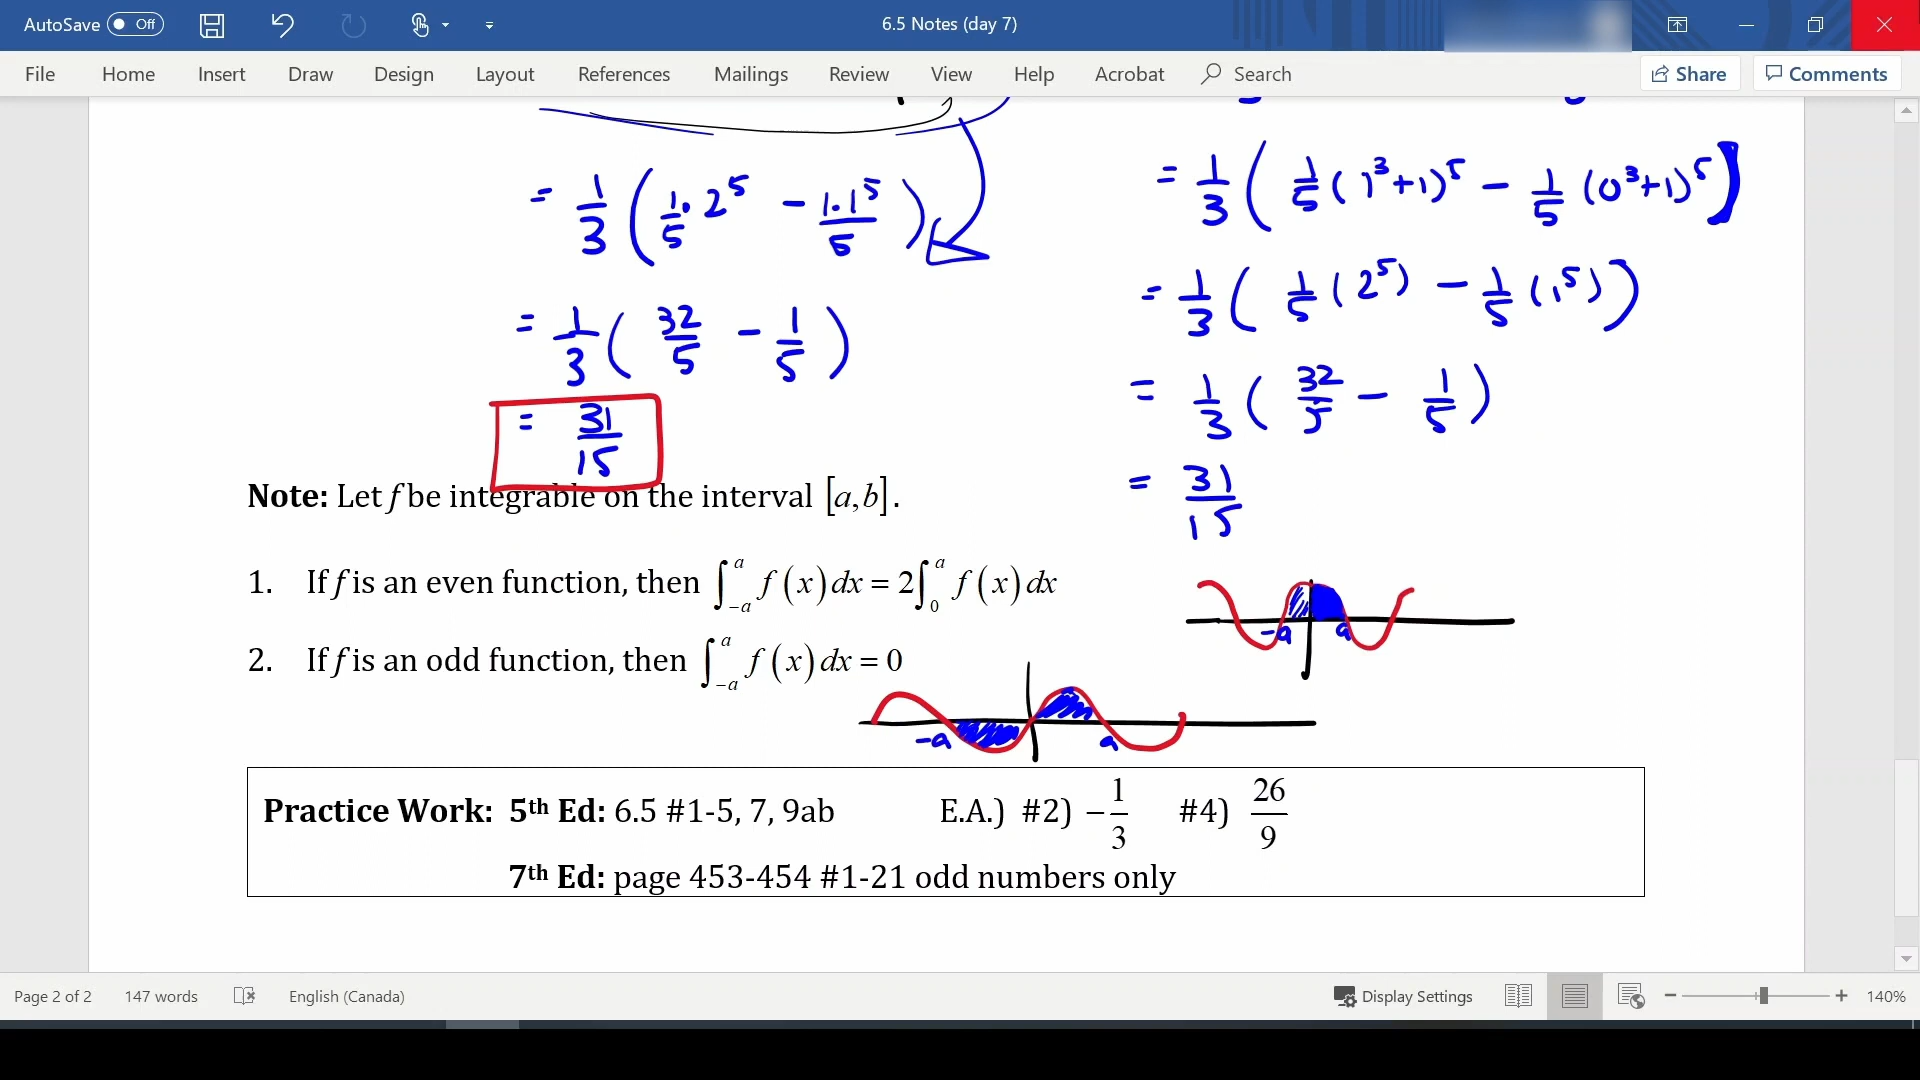 AutoSave Off 6.5 Notes (day 7)
File Home Insert Draw Design Layout References Mailings Review View Help Acrobat Search Share Comments
= 1/3 ( 1/5 · 2^5 − 1·1^5/5 )
= 1/3 ( 32/5 − 1/5 )
= 31/15
= 1/3 ( 1/5 (1^3+1)^5 − 1/5 (0^3+1)^5 ]
= 1/3 ( 1/5 (2^5) − 1/5 (1^5) )
= 1/3 ( 32/5 − 1/5 )
= 31/15
Note: Let f be integrable on the interval [a,b].
1. If f is an even function, then ∫_{-a}^{a} f(x)dx = 2∫_{0}^{a} f(x)dx
-a a
2. If f is an odd function, then ∫_{-a}^{a} f(x)dx = 0
-a a
Practice Work: 5th Ed: 6.5 #1-5, 7, 9ab E.A.) #2) −1/3 #4) 26/9
7th Ed: page 453-454 #1-21 odd numbers only
Page 2 of 2 147 words English (Canada) Display Settings 140%